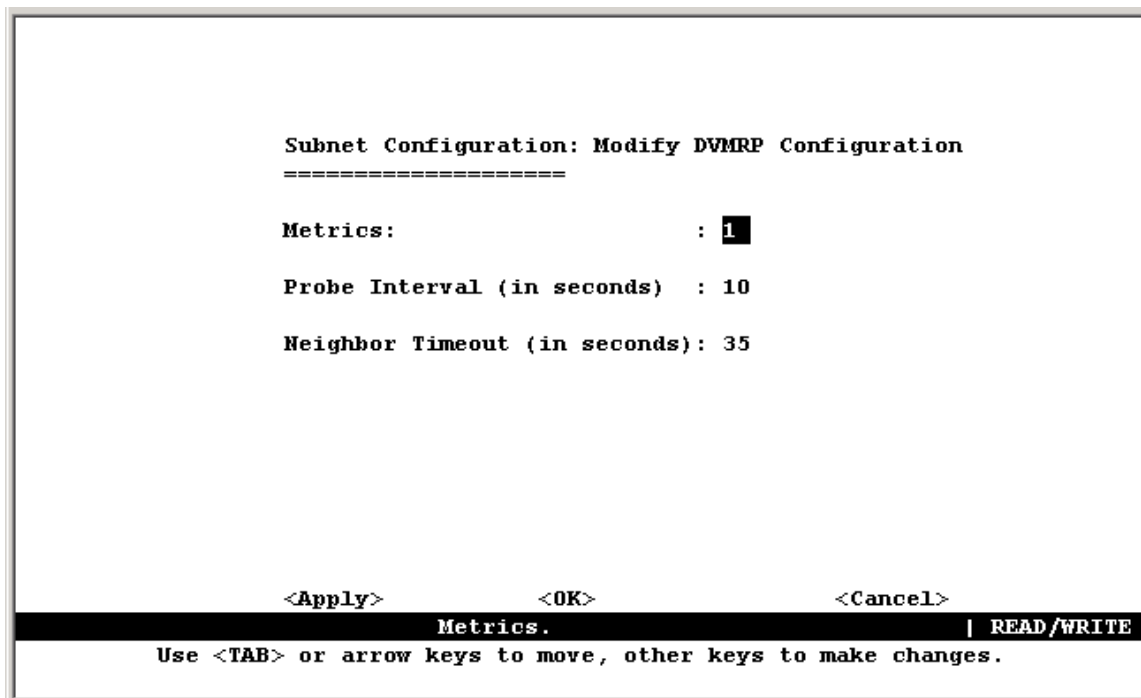 Subnet Configuration: Modify DVMRP Configuration
====================
Metrics: : 1
Probe Interval (in seconds) : 10
Neighbor Timeout (in seconds): 35
<Apply> <OK> <Cancel>
Metrics. | READ/WRITE
Use <TAB> or arrow keys to move, other keys to make changes.